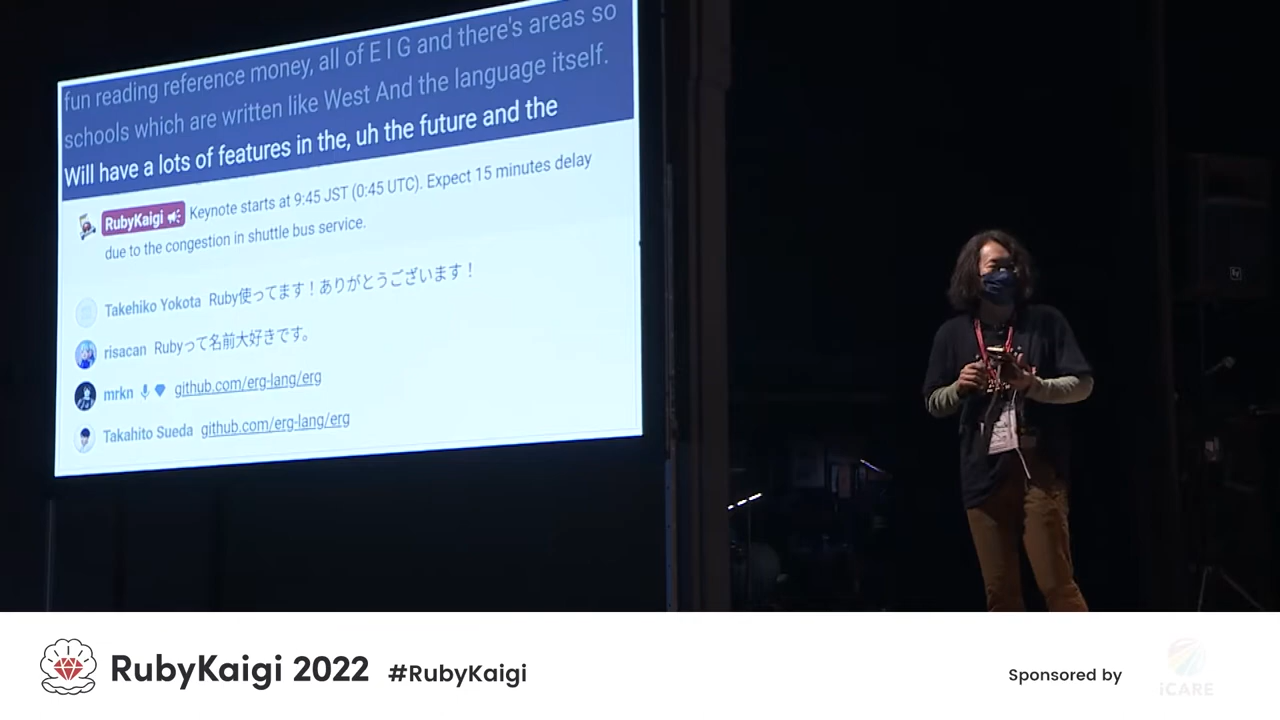 fun reading reference money, all of E I G and there's areas so
schools which are written like West And the language itself.
Will have a lots of features in the, uh the future and the
RubyKaigi Keynote starts at 9:45 JST (0:45 UTC). Expect 15 minutes delay
due to the congestion in shuttle bus service.
Takehiko Yokota Ruby使ってます！ありがとうございます！
risacan Rubyって名前大好きです。
mrkn github.com/erg-lang/erg
Takahito Sueda github.com/erg-lang/erg
RubyKaigi 2022 #RubyKaigi
Sponsored by
iCARE